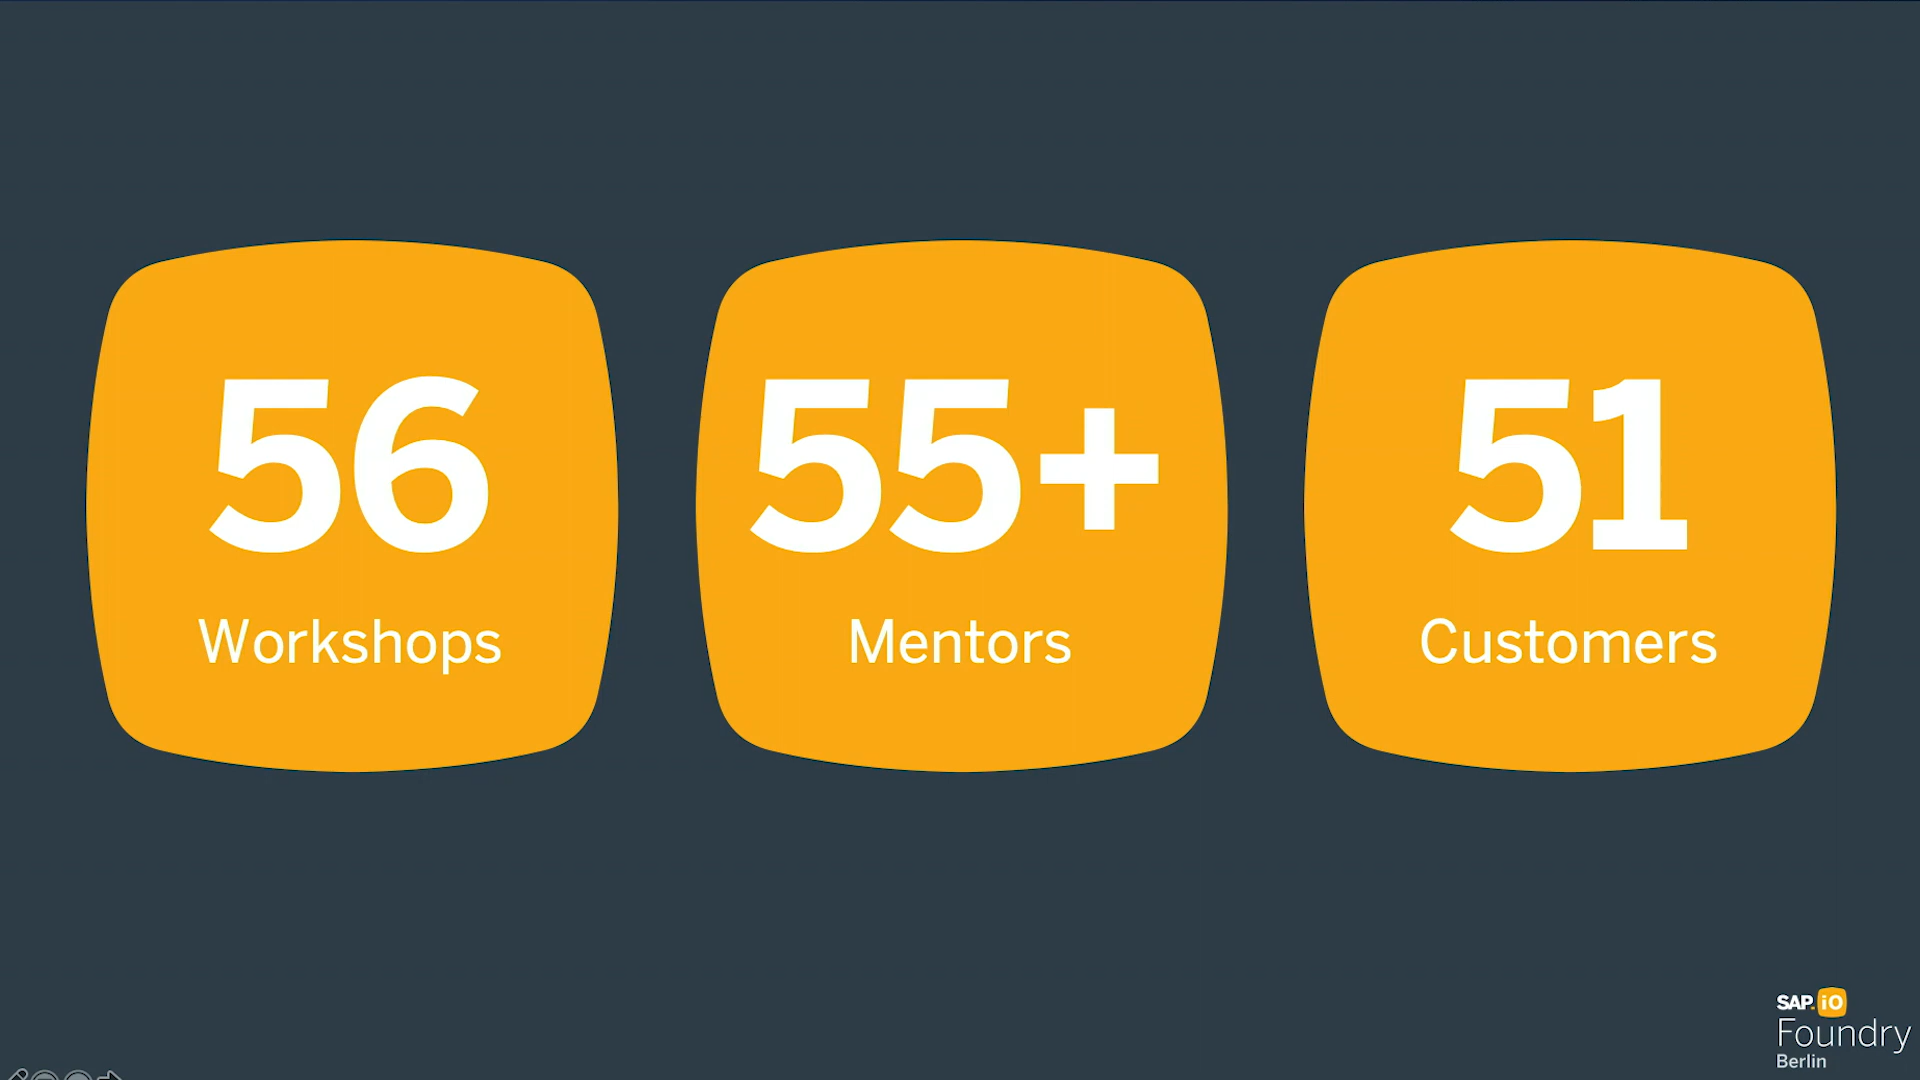 56
Workshops
55+
Mentors
51
Customers
SAP iO
Foundry
Berlin